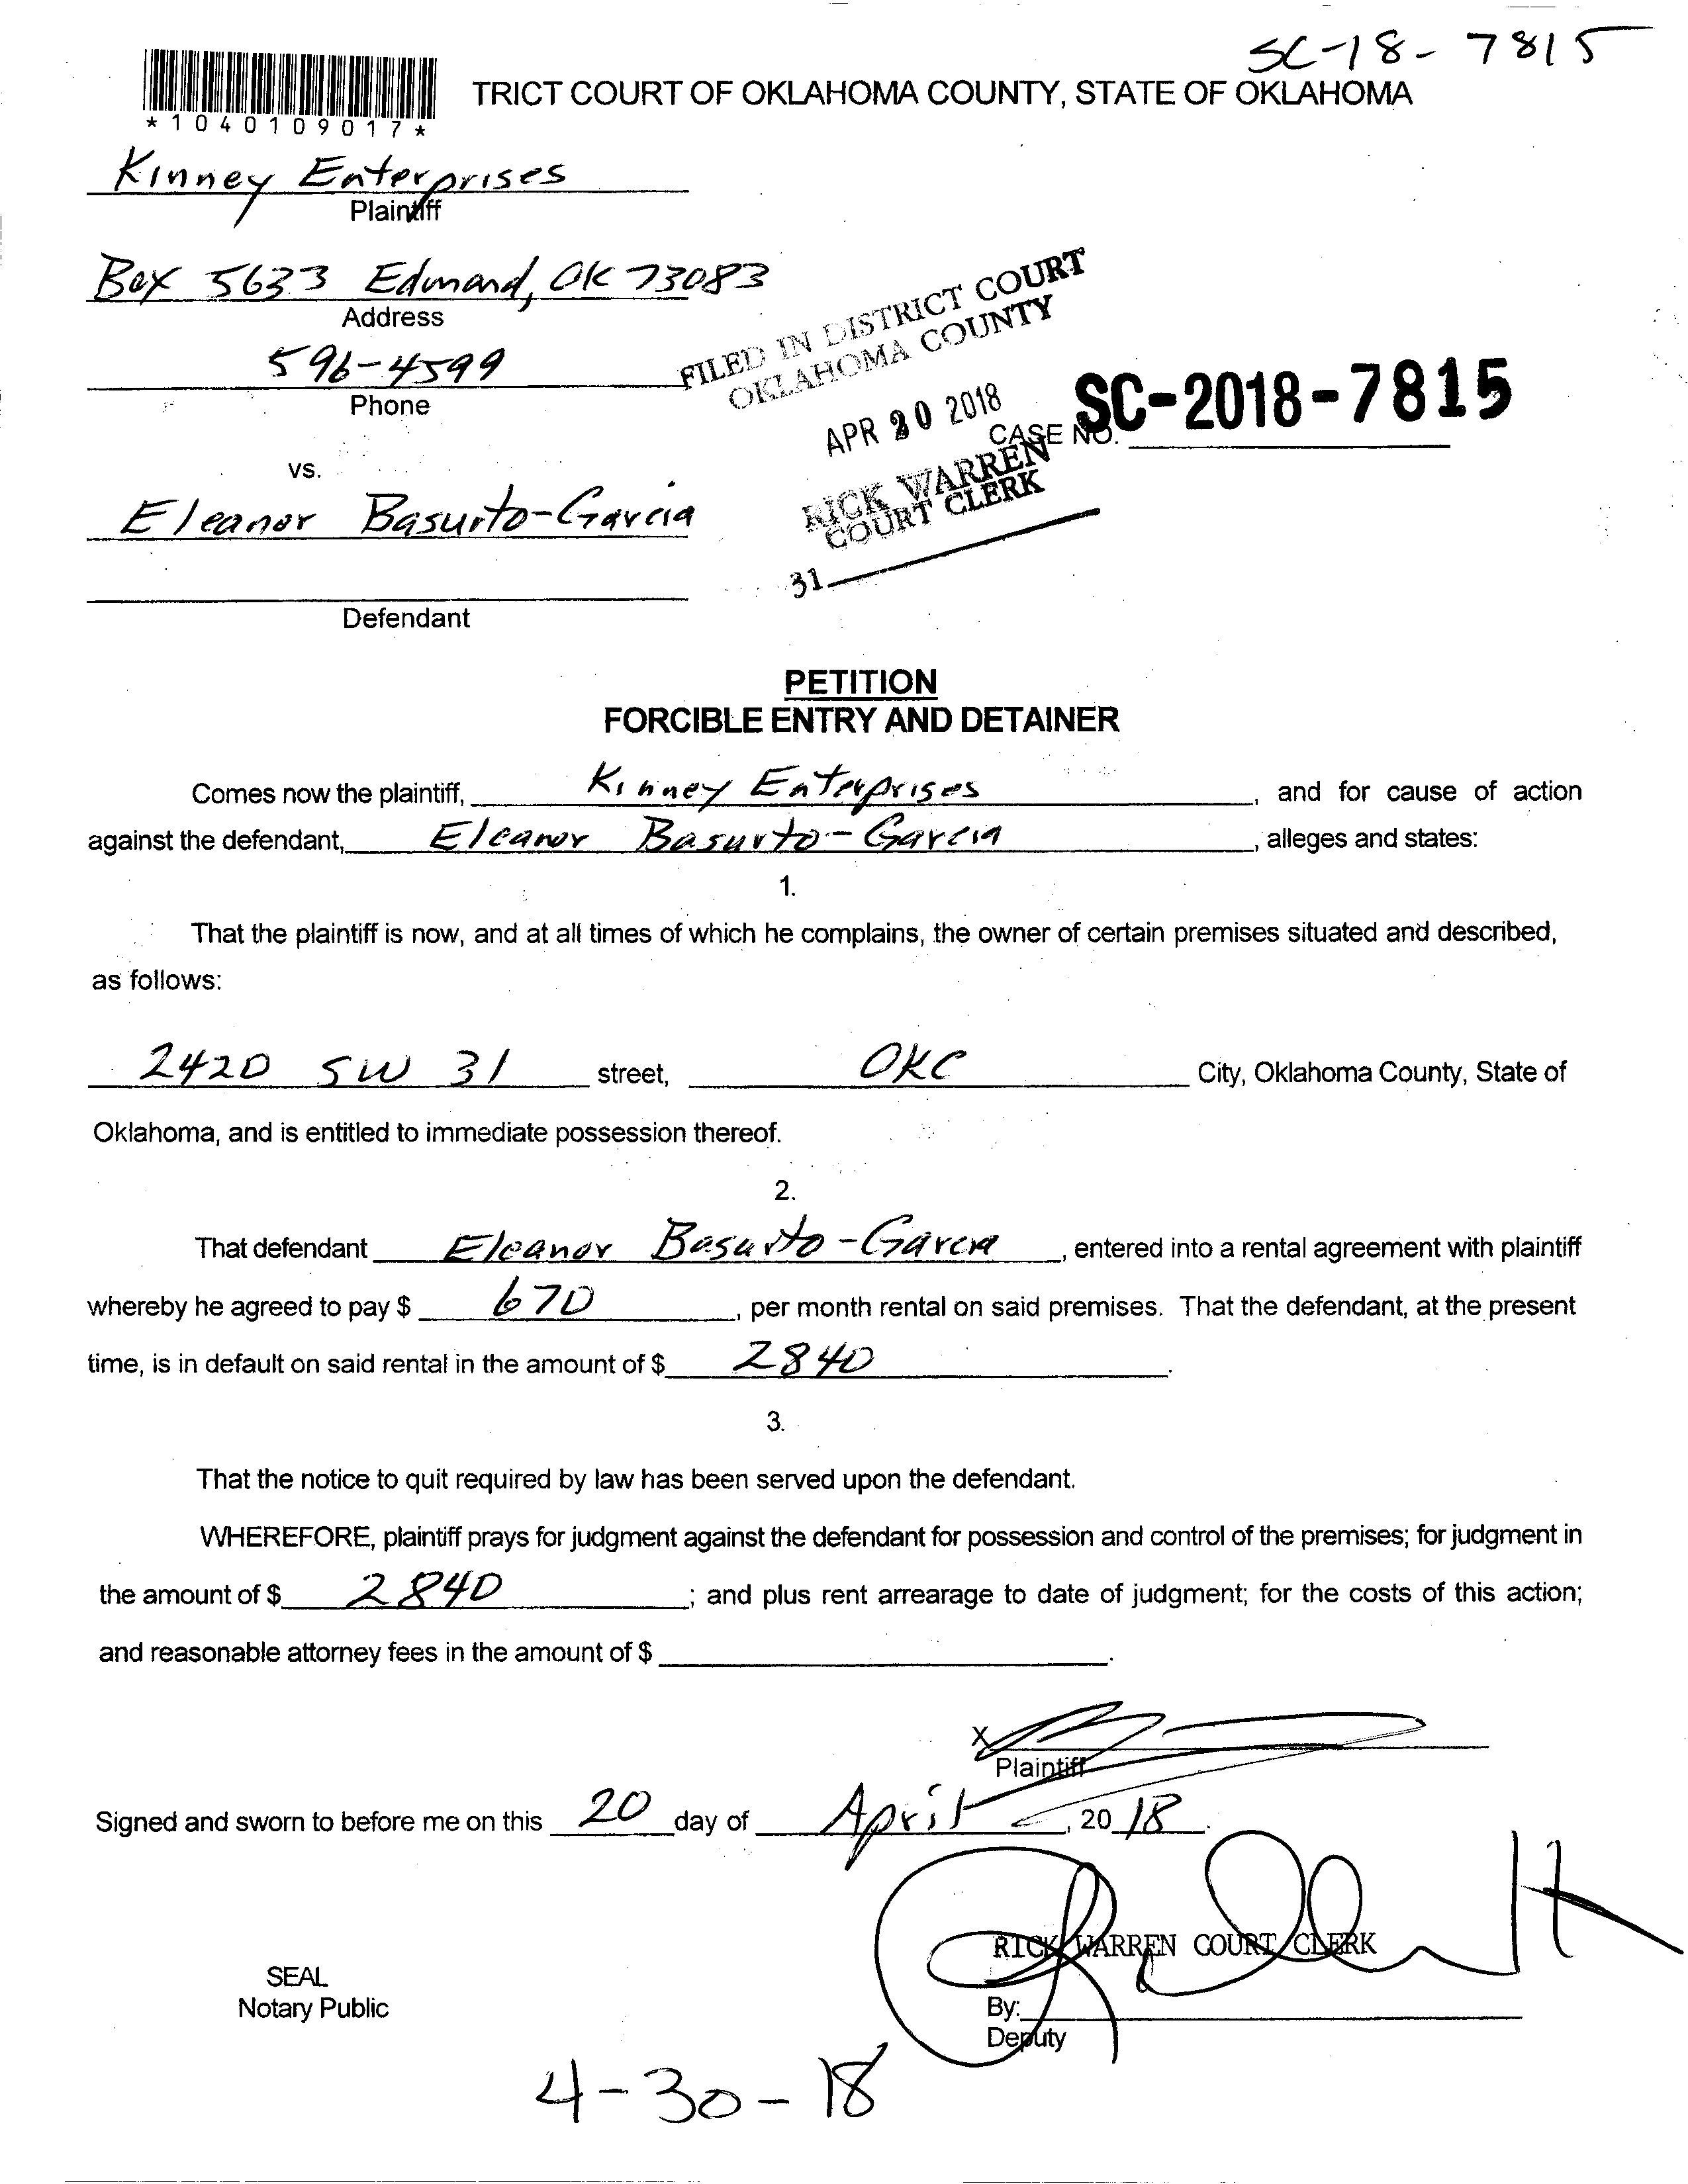 SC-18-7815
TRICT COURT OF OKLAHOMA COUNTY, STATE OF OKLAHOMA
*1040109017*
Kinney Enterprises
Plaintiff
Box 5633 Edmond, OK 73083
Address
596-4599
Phone
FILED IN DISTRICT COURT
OKLAHOMA COUNTY
APR 20 2018
RICK WARREN
COURT CLERK
31
CASE NO. SC-2018-7815
vs.
Eleanor Basurto-Garcia
Defendant
PETITION
FORCIBLE ENTRY AND DETAINER
Comes now the plaintiff, Kinney Enterprises, and for cause of action
against the defendant, Eleanor Basurto-Garcia, alleges and states:
1.
That the plaintiff is now, and at all times of which he complains, the owner of certain premises situated and described,
as follows:
2420 SW 31 street, OKC City, Oklahoma County, State of
Oklahoma, and is entitled to immediate possession thereof.
2.
That defendant Eleanor Basurto-Garcia, entered into a rental agreement with plaintiff
whereby he agreed to pay $ 670, per month rental on said premises. That the defendant, at the present
time, is in default on said rental in the amount of $ 2840.
3.
That the notice to quit required by law has been served upon the defendant.
WHEREFORE, plaintiff prays for judgment against the defendant for possession and control of the premises; for judgment in
the amount of $ 2840; and plus rent arrearage to date of judgment; for the costs of this action;
and reasonable attorney fees in the amount of $ .
X
Plaintiff
Signed and sworn to before me on this 20 day of April, 2018.
RICK WARREN COURT CLERK
SEAL
Notary Public
By:
Deputy
4-30-18